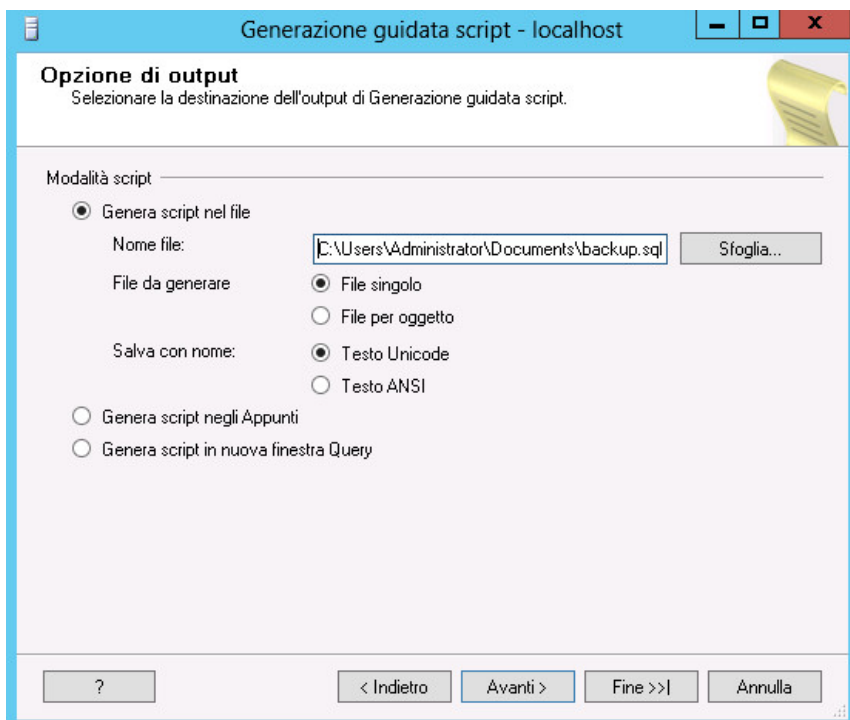 Generazione guidata script - localhost
Opzione di output
Selezionare la destinazione dell'output di Generazione guidata script.
Modalità script
Genera script nel file
Nome file: C:\Users\Administrator\Documents\backup.sql Sfoglia...
File da generare File singolo
File per oggetto
Salva con nome: Testo Unicode
Testo ANSI
Genera script negli Appunti
Genera script in nuova finestra Query
? < Indietro Avanti > Fine >>| Annulla